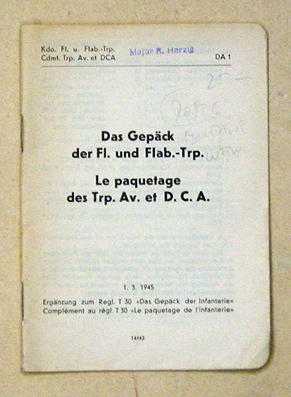 Kdo. Fl. u. Flab.-Trp.
Cdmt. Trp. Av. et DCA
Major R. Herzig
DA 1
Das Gepäck
der Fl. und Flab.-Trp.
Le paquetage
des Trp. Av. et D. C. A.
1. 3. 1945
Ergänzung zum Regl. T 30 «Das Gepäck der Infanterie»
Complément au règl. T 30 «Le paquetage de l'infanterie»
14143